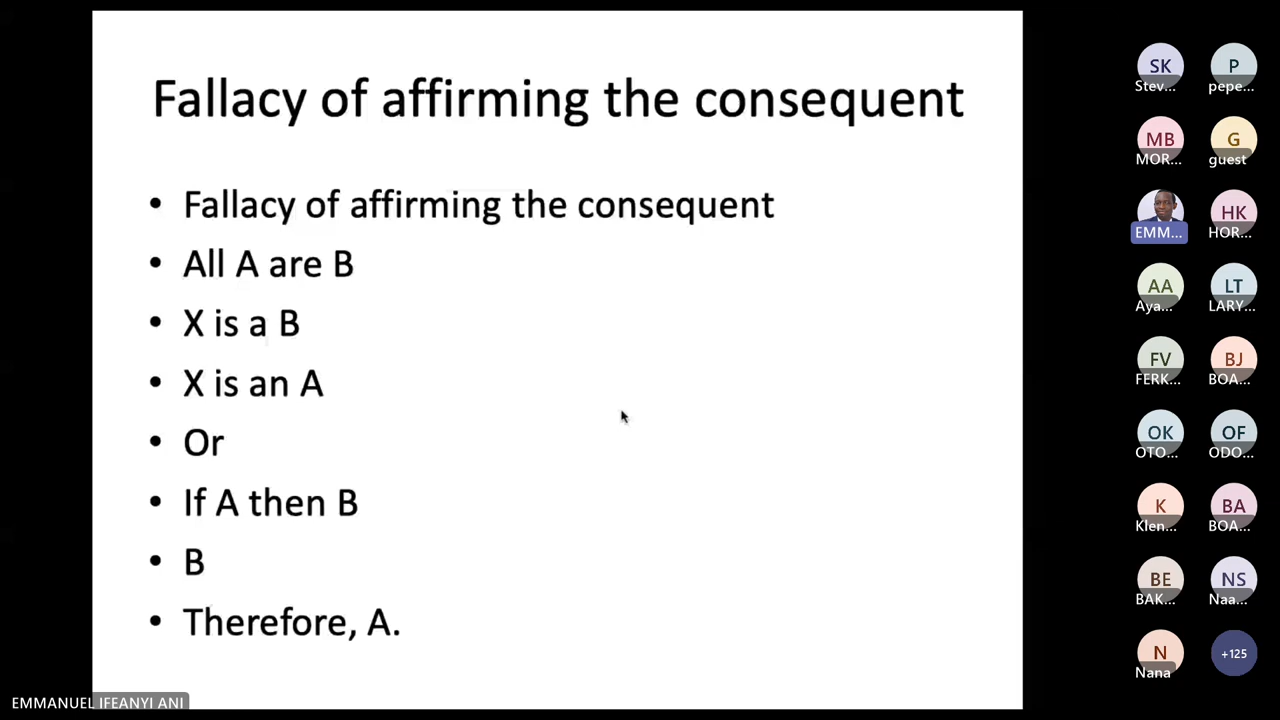 Fallacy of affirming the consequent
• Fallacy of affirming the consequent
• All A are B
• X is a B
• X is an A
• Or
• If A then B
• B
• Therefore, A.
EMMANUEL IFEANYI ANI
SK
Stev...
P
pepe...
MB
MOR...
G
guest
EMM...
HK
HOR...
AA
Aya...
LT
LARY...
FV
FERK...
BJ
BOA...
OK
OTO...
OF
ODO...
K
Klen...
BA
BOA...
BE
BAK...
NS
Naa...
N
Nana
+125